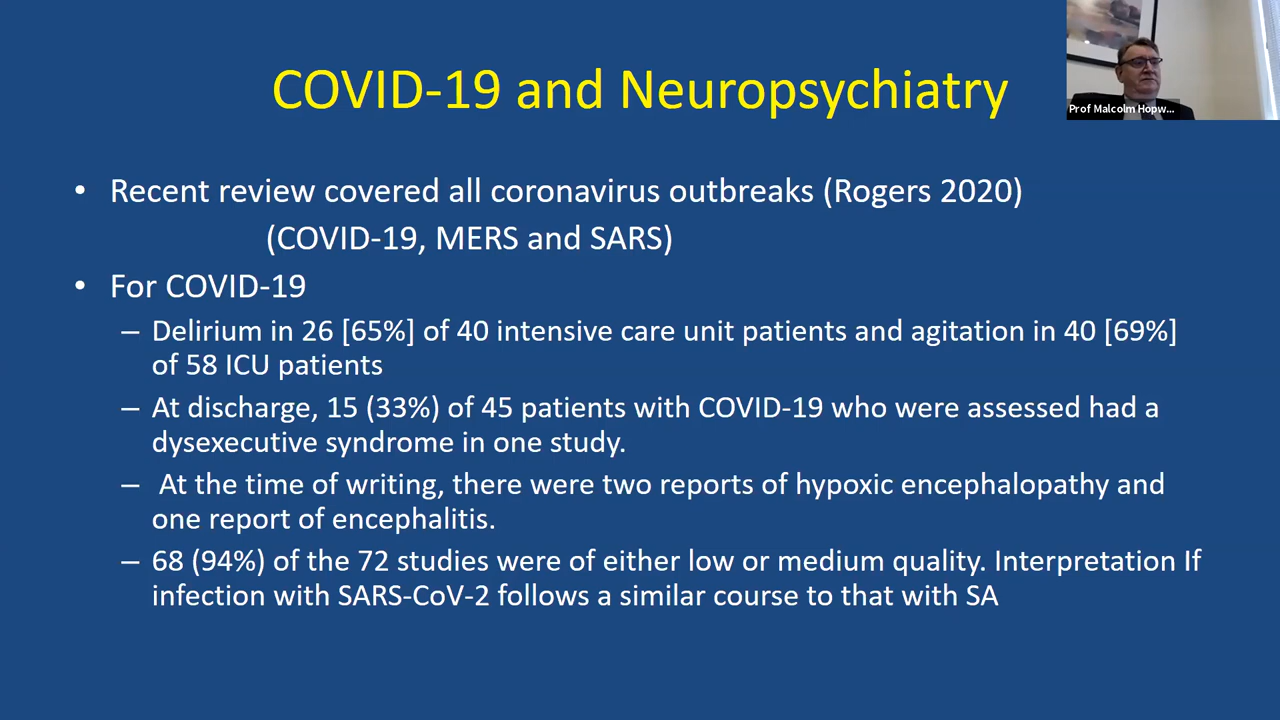 COVID-19 and Neuropsychiatry
Prof Malcolm Hopw...
• Recent review covered all coronavirus outbreaks (Rogers 2020)
(COVID-19, MERS and SARS)
• For COVID-19
– Delirium in 26 [65%] of 40 intensive care unit patients and agitation in 40 [69%]
of 58 ICU patients
– At discharge, 15 (33%) of 45 patients with COVID-19 who were assessed had a
dysexecutive syndrome in one study.
– At the time of writing, there were two reports of hypoxic encephalopathy and
one report of encephalitis.
– 68 (94%) of the 72 studies were of either low or medium quality. Interpretation If
infection with SARS-CoV-2 follows a similar course to that with SA